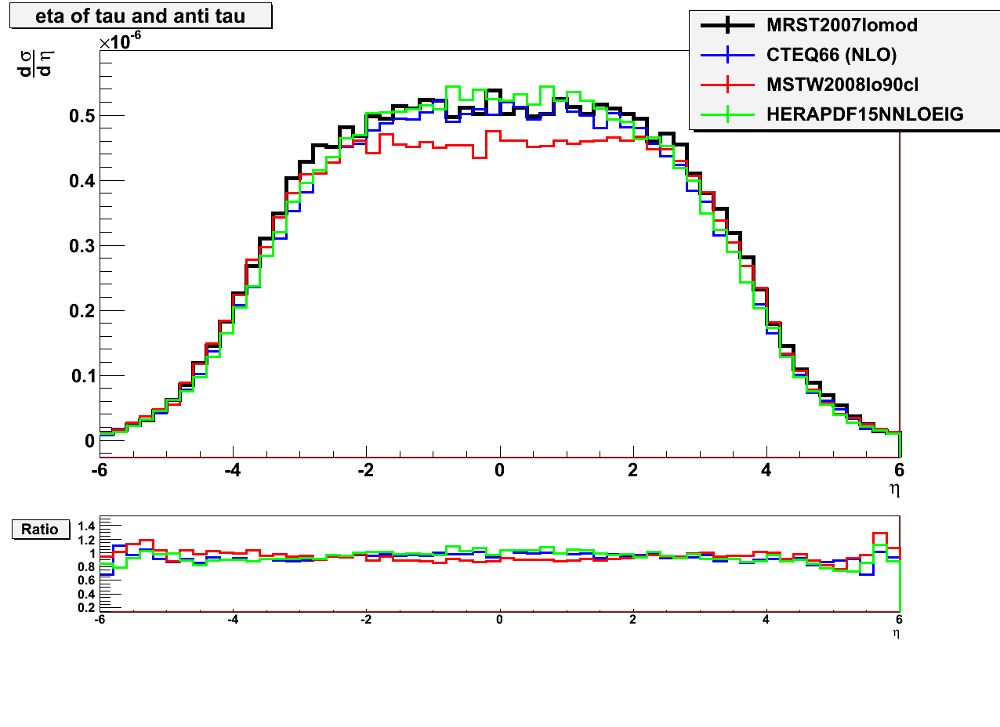 eta of tau and anti tau
×10^-6
dσ
dη
MRST2007lomod
CTEQ66 (NLO)
MSTW2008lo90cl
HERAPDF15NNLOEIG
0.5
0.4
0.3
0.2
0.1
0
-6 -4 -2 0 2 4 6
η
Ratio
1.4
1.2
1
0.8
0.6
0.4
0.2
-6 -4 -2 0 2 4 6
η